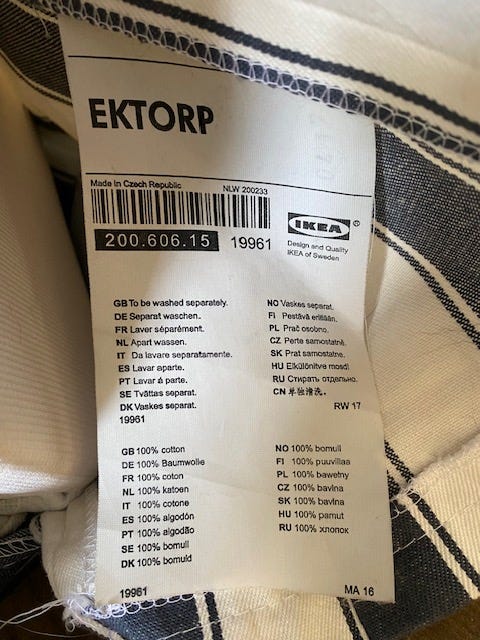 EKTORP
Made in Czech Republic NLW 200233
200.606.15 19961
IKEA®
Design and Quality
IKEA of Sweden
GB To be washed separately.
DE Separat waschen.
FR Laver séparément.
NL Apart wassen.
IT Da lavare separatamente.
ES Lavar aparte.
PT Lavar á parte.
SE Tvättas separat.
DK Vaskes separat.
19961
NO Vaskes separat.
FI Pestävä erillään.
PL Prać osobno.
CZ Perte samostatně.
SK Prat samostatne.
HU Elkülönítve mosd!
RU Стирать отдельно.
CN 单独清洗.
RW 17
GB 100% cotton
DE 100% Baumwolle
FR 100% coton
NL 100% katoen
IT 100% cotone
ES 100% algodón
PT 100% algodão
SE 100% bomull
DK 100% bomuld
NO 100% bomull
FI 100% puuvillaa
PL 100% bawełny
CZ 100% bavlna
SK 100% bavlna
HU 100% pamut
RU 100% хлопок
19961 MA 16